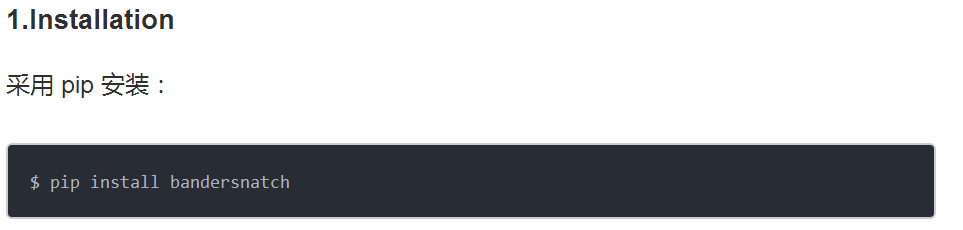 1.Installation
采用 pip 安装：
$ pip install bandersnatch